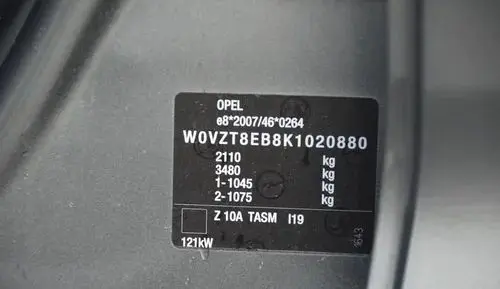 OPEL
e8*2007/46*0264
W0VZT8EB8K1020880
2110 kg
3480 kg
1-1045 kg
2-1075 kg
Z 10A TASM I19
121kW
1643